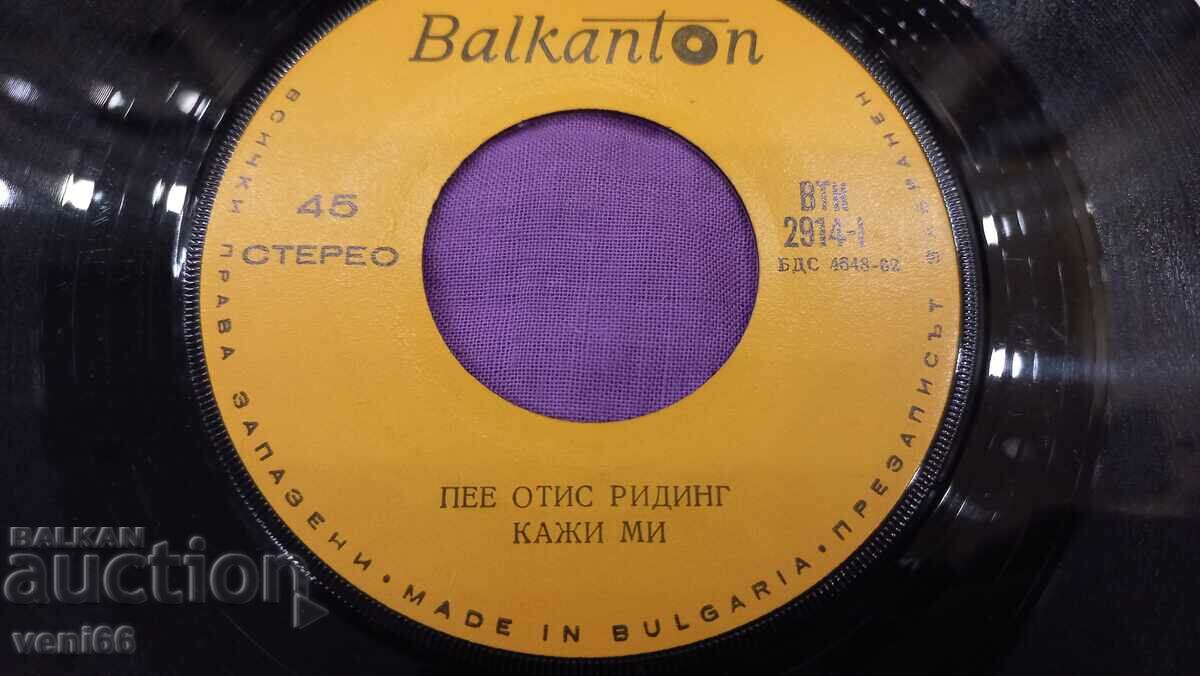 Balkanton
45
СТЕРЕО
ВТМ
2914-1
БДС 4648-62
ПЕЕ ОТИС РИДИНГ
КАЖИ МИ
ВСИЧКИ ПРАВА ЗАПАЗЕНИ • MADE IN BULGARIA • ПРЕЗАПИСЪТ ЗАБРАНЕН
BALKAN
auction
veni66